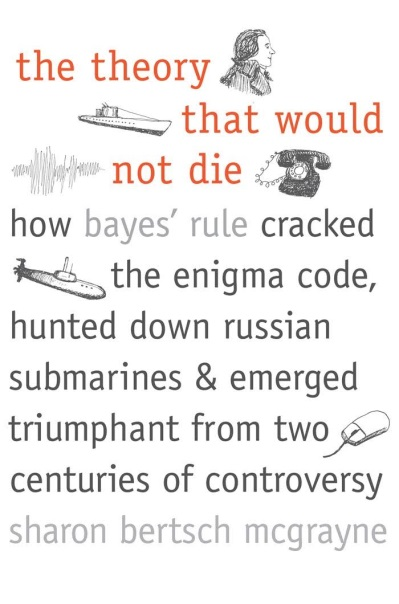 the theory
that would
not die
how bayes' rule cracked
the enigma code,
hunted down russian
submarines & emerged
triumphant from two
centuries of controversy
sharon bertsch mcgrayne